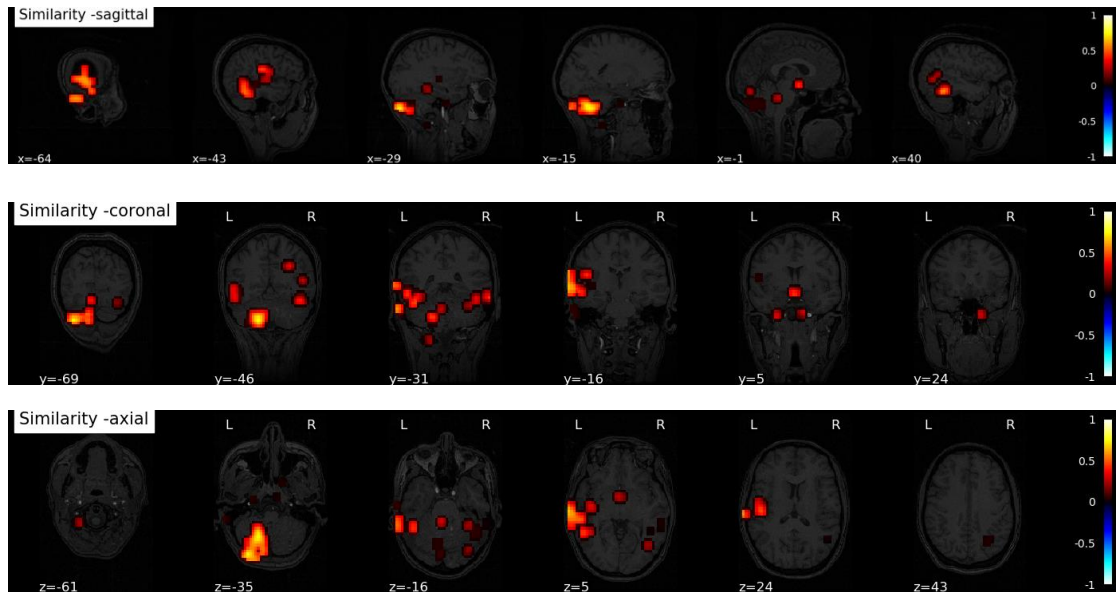 Similarity -sagittal
x=-64 x=-43 x=-29 x=-15 x=-1 x=40
1
0.5
0
-0.5
-1
Similarity -coronal
L R L R L R L R L R
y=-69 y=-46 y=-31 y=-16 y=5 y=24
1
0.5
0
-0.5
-1
Similarity -axial
L R L R L R L R L R
z=-61 z=-35 z=-16 z=5 z=24 z=43
1
0.5
0
-0.5
-1